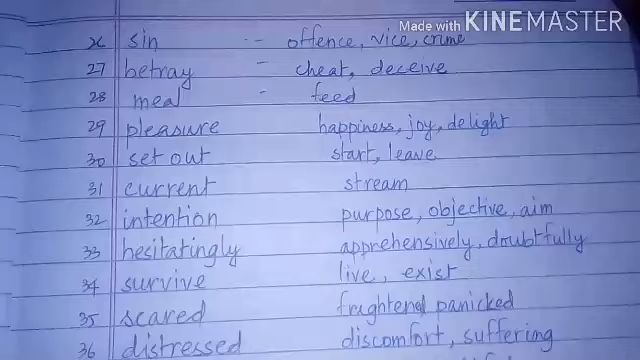 Made with KINEMASTER
26 sin -- offence, vice, crime
27 betray - cheat, deceive
28 meal - feed
29 pleasure happiness, joy, delight
30 set out start, leave
31 current stream
32 intention purpose, objective, aim
33 hesitatingly apprehensively, doubtfully
34 survive live, exist
35 scared frightened panicked
36 distressed discomfort, suffering